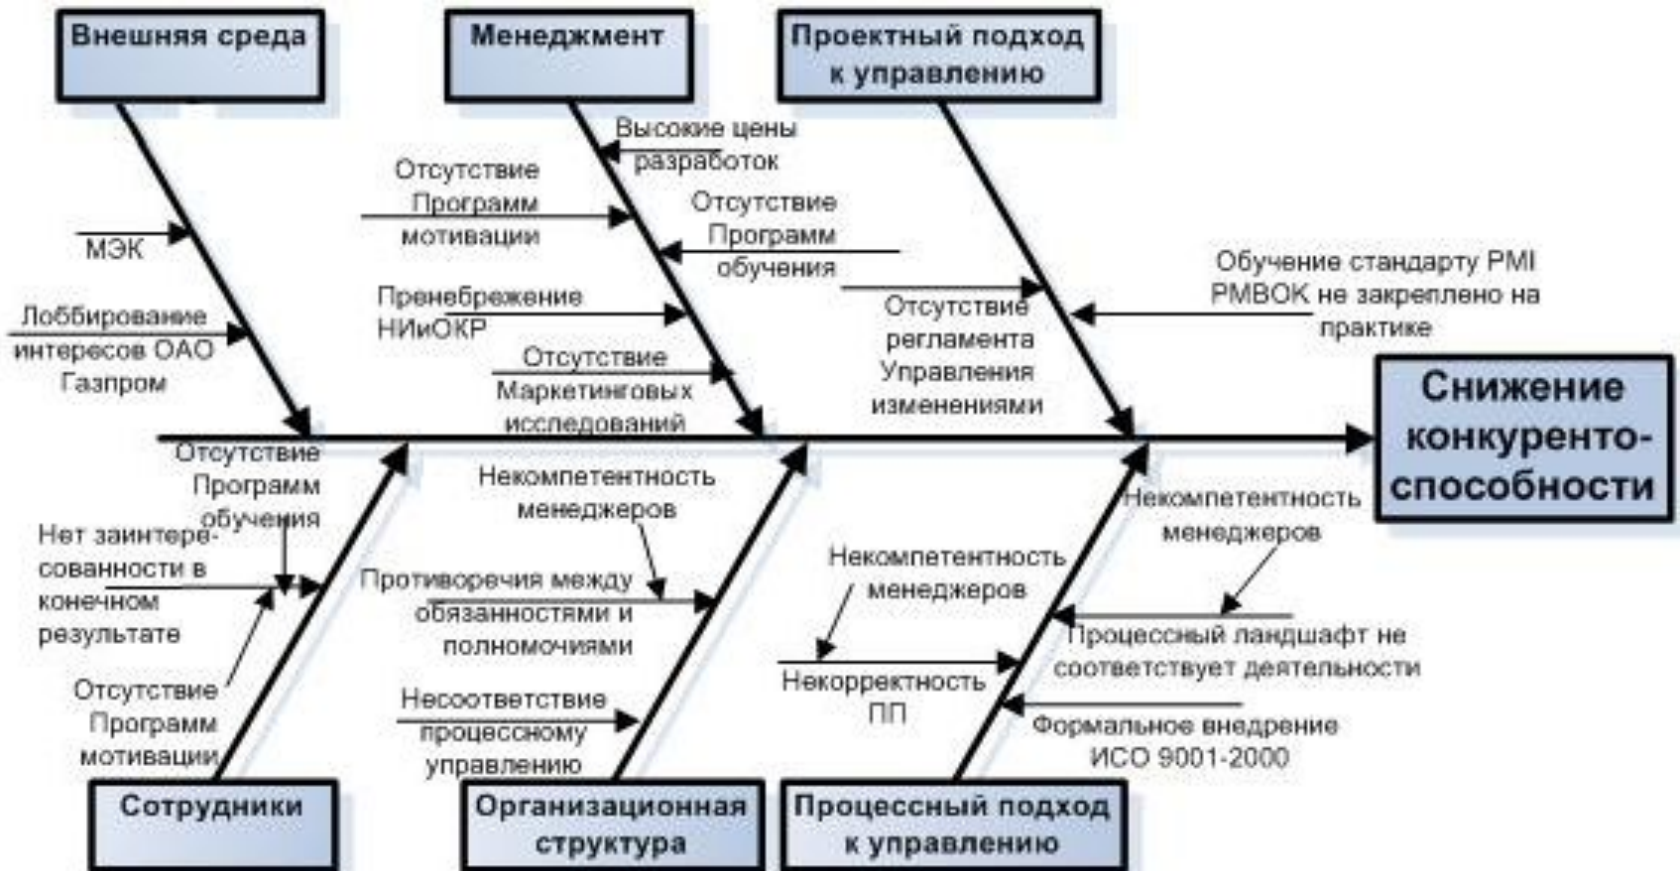 Внешняя среда
Менеджмент
Проектный подход
к управлению
Высокие цены
разработок
Отсутствие
Программ
мотивации
Отсутствие
Программ
обучения
МЭК
Лоббирование
интересов ОАО
Газпром
Пренебрежение
НИиОКР
Отсутствие
Маркетинговых
исследований
Отсутствие
регламента
Управления
изменениями
Обучение стандарту PMI
PMBOK не закреплено на
практике
Снижение
конкуренто-
способности
Отсутствие
Программ
обучения
Нет заинтере-
сованности в
конечном
результате
Отсутствие
Программ
мотивации
Некомпетентность
менеджеров
Противоречия между
обязанностями и
полномочиями
Несоответствие
процессному
управлению
Некомпетентность
менеджеров
Некорректность
ПП
Некомпетентность
менеджеров
Процессный ландшафт не
соответствует деятельности
Формальное внедрение
ИСО 9001-2000
Сотрудники
Организационная
структура
Процессный подход
к управлению